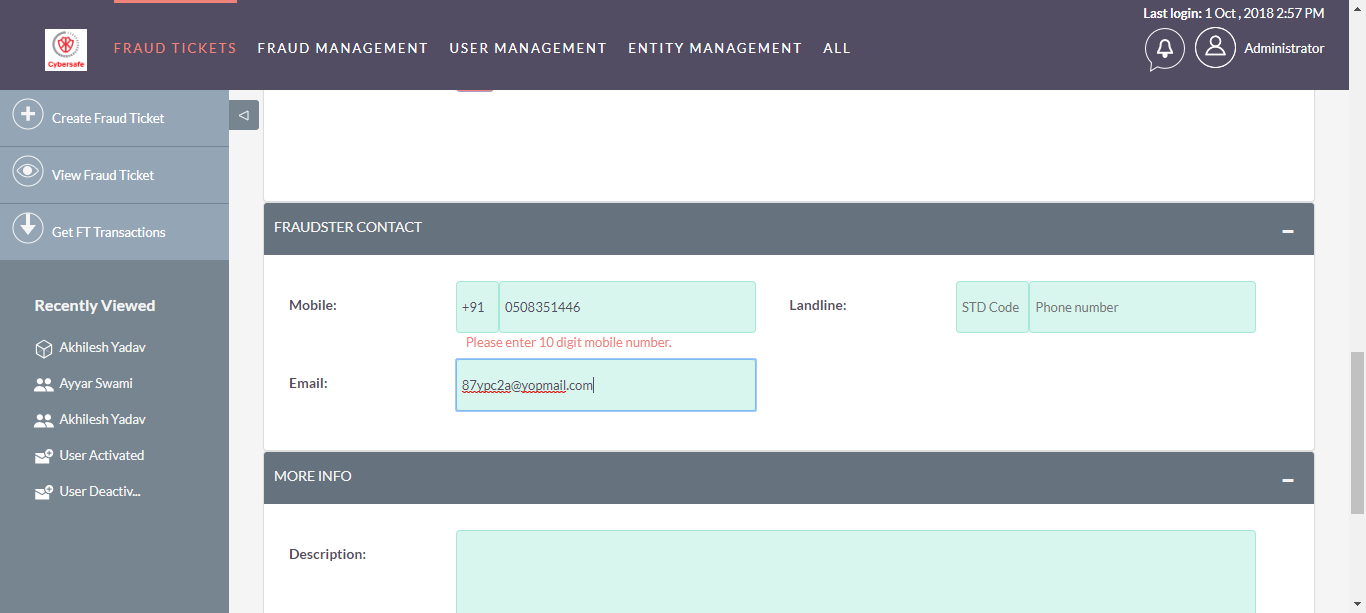 Last login: 1 Oct , 2018 2:57 PM
Cybersafe
FRAUD TICKETS FRAUD MANAGEMENT USER MANAGEMENT ENTITY MANAGEMENT ALL
Administrator
Create Fraud Ticket
View Fraud Ticket
Get FT Transactions
Recently Viewed
Akhilesh Yadav
Ayyar Swami
Akhilesh Yadav
User Activated
User Deactiv...
FRAUDSTER CONTACT
Mobile: +91 0508351446 Landline: STD Code Phone number
Please enter 10 digit mobile number.
Email: 87ypc2a@yopmail.com
MORE INFO
Description: